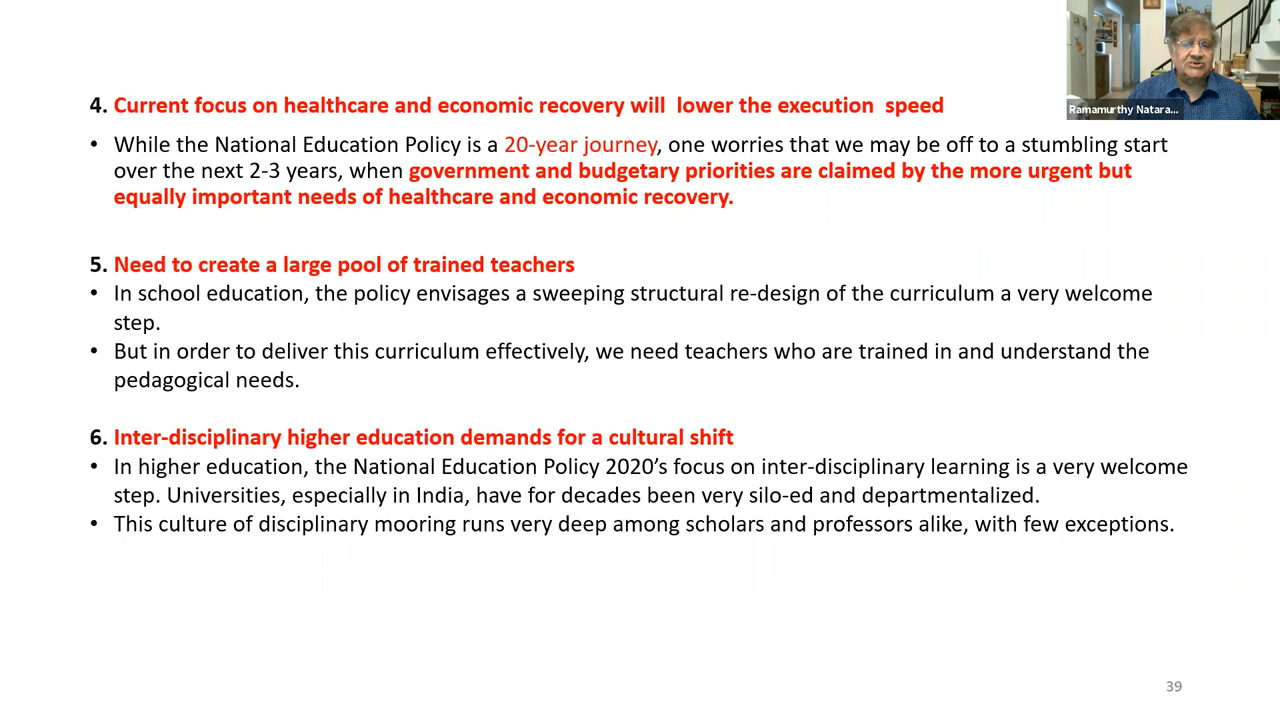 Ramamurthy Natara...
4. Current focus on healthcare and economic recovery will lower the execution speed
• While the National Education Policy is a 20-year journey, one worries that we may be off to a stumbling start
over the next 2-3 years, when government and budgetary priorities are claimed by the more urgent but
equally important needs of healthcare and economic recovery.
5. Need to create a large pool of trained teachers
• In school education, the policy envisages a sweeping structural re-design of the curriculum a very welcome
step.
• But in order to deliver this curriculum effectively, we need teachers who are trained in and understand the
pedagogical needs.
6. Inter-disciplinary higher education demands for a cultural shift
• In higher education, the National Education Policy 2020’s focus on inter-disciplinary learning is a very welcome
step. Universities, especially in India, have for decades been very silo-ed and departmentalized.
• This culture of disciplinary mooring runs very deep among scholars and professors alike, with few exceptions.
39